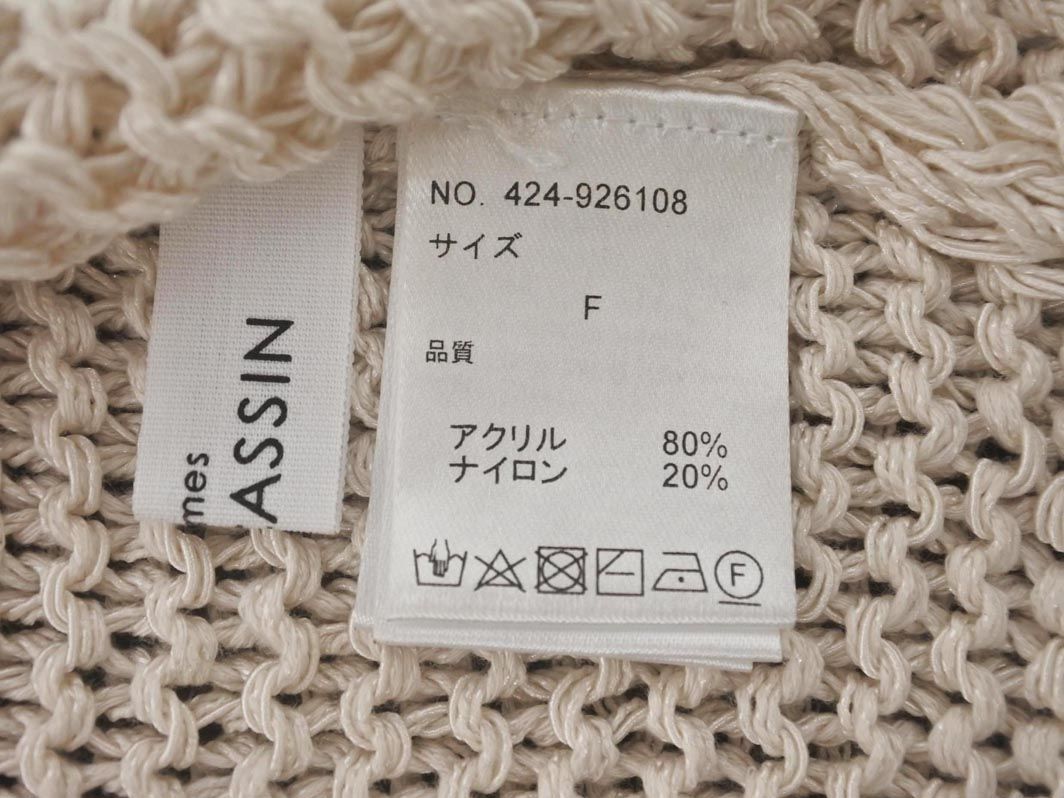 NO. 424-926108
サイズ
F
品質
アクリル 80%
ナイロン 20%
F
mes
ASSIN